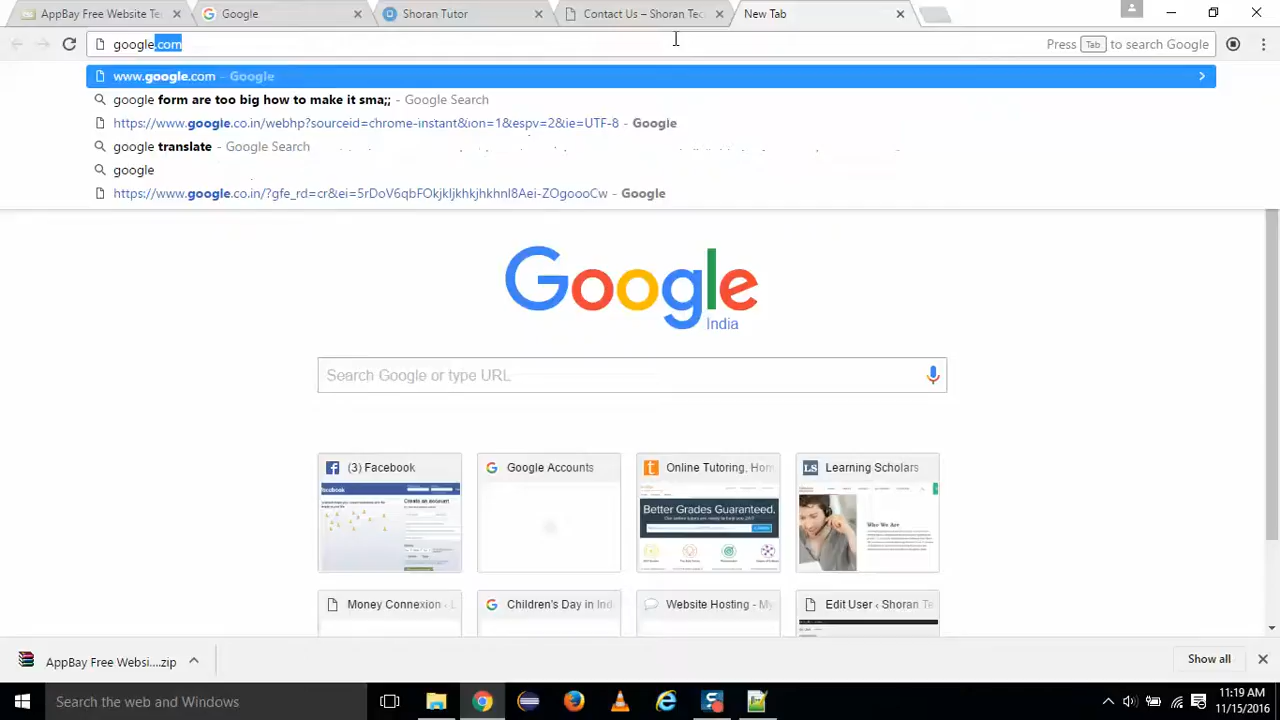 AppBay Free Website Te
Google
Shoran Tutor
Contact Us – Shoran Tec
New Tab
google.com
Press Tab to search Google
www.google.com - Google
google form are too big how to make it sma;; - Google Search
https://www.google.co.in/webhp?sourceid=chrome-instant&ion=1&espv=2&ie=UTF-8 - Google
google translate - Google Search
google
https://www.google.co.in/?gfe_rd=cr&ei=5rDoV6qbFOkjkljkhkjhkhnI8Aei-ZOgoooCw - Google
Google
India
Search Google or type URL
(3) Facebook
Google Accounts
Online Tutoring, Hom
Learning Scholars
Better Grades Guaranteed.
Who We Are
Money Connexion ‹ L
Children's Day in Ind
Website Hosting - My
Edit User ‹ Shoran Te
AppBay Free Websi....zip
Show all
Search the web and Windows
11:19 AM
11/15/2016